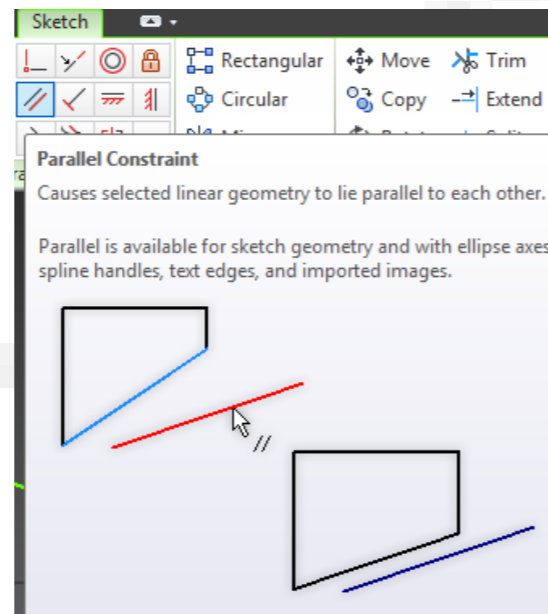 Sketch
Rectangular
Move
Trim
Circular
Copy
Extend
Parallel Constraint
Causes selected linear geometry to lie parallel to each other.
Parallel is available for sketch geometry and with ellipse axes
spline handles, text edges, and imported images.